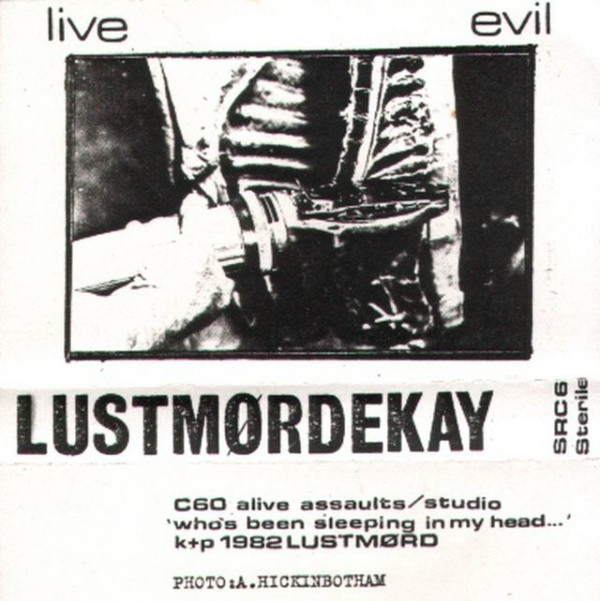 live evil
LUSTMØRDEKAY
SRC6
Sterile
C60 alive assaults/studio
'who's been sleeping in my head...'
k+p 1982 LUSTMØRD
PHOTO:A.HICKINBOTHAM